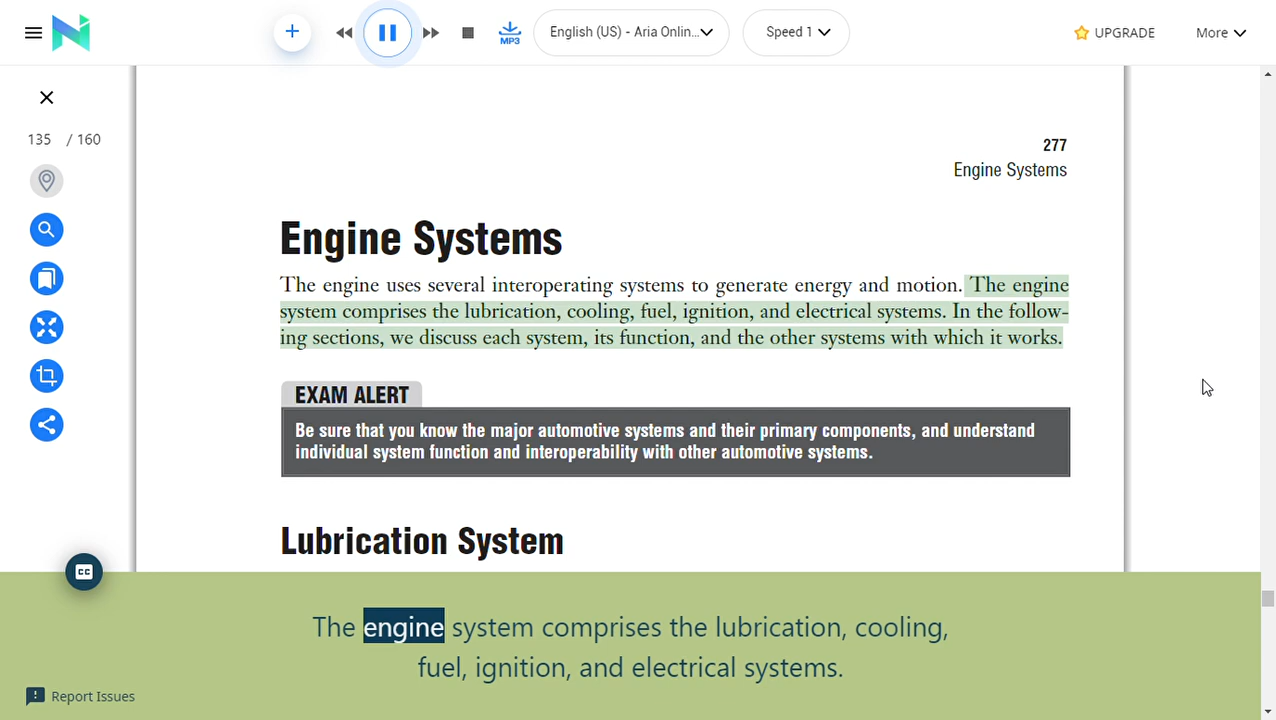 MP3
English (US) - Aria Onlin...
Speed 1
UPGRADE
More
135 / 160
277
Engine Systems
Engine Systems
The engine uses several interoperating systems to generate energy and motion. The engine
system comprises the lubrication, cooling, fuel, ignition, and electrical systems. In the follow-
ing sections, we discuss each system, its function, and the other systems with which it works.
EXAM ALERT
Be sure that you know the major automotive systems and their primary components, and understand
individual system function and interoperability with other automotive systems.
Lubrication System
CC
The engine system comprises the lubrication, cooling,
fuel, ignition, and electrical systems.
Report Issues